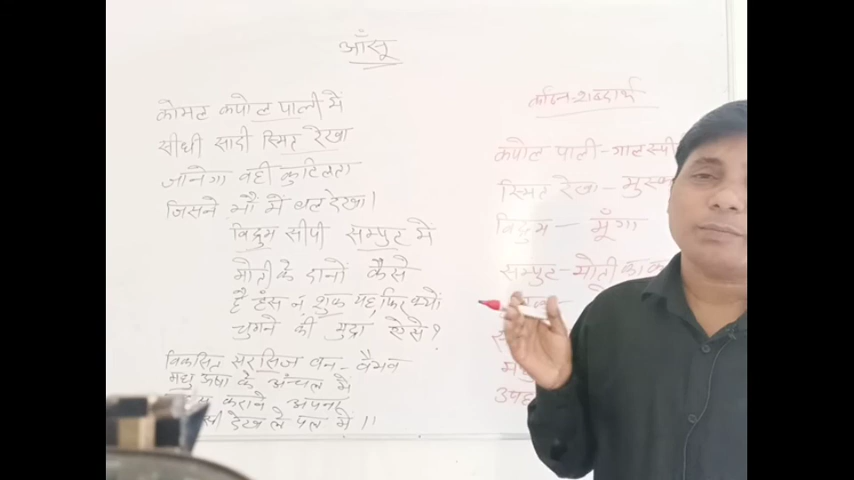 आँसू
कोमल कपोल पाली में
सीधी सादी स्मित रेखा
जानेगा वही कुटिलता
जिसने भौं में बल देखा।
विद्रुम सीपी सम्पुट में
मोती के दानों कैसे
है हंस न शुक यह, फिर क्यों
चुगने की मुद्रा ऐसे?
विकसित सरसिज वन-वैभव
मधु ऊषा के अंचल में
कराने अपना
देख ले पल में।।
कठिन-शब्दार्थ
कपोल पाली-गाल
स्मित रेखा-
विद्रुम - मूँगा
सम्पुट-मोती का